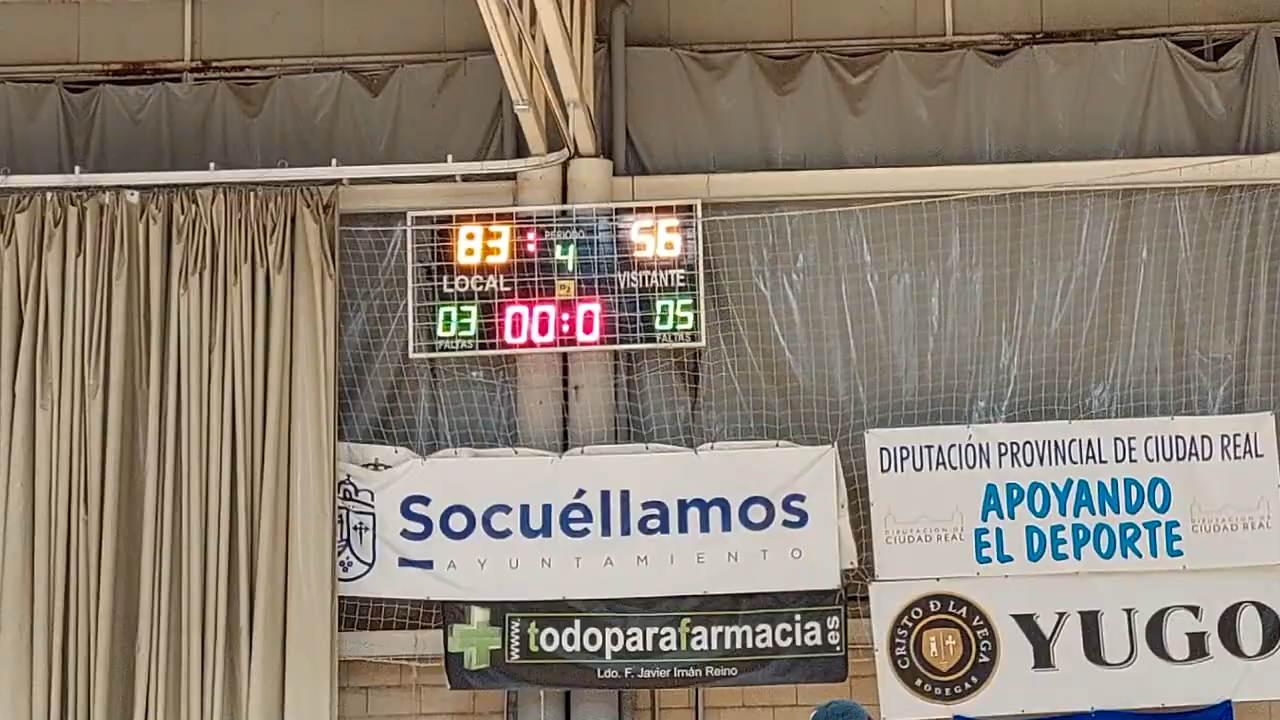 83 : 56
PERIODO
4
LOCAL
VISITANTE
03 00:0 05
FALTAS
FALTAS
Socuéllamos
AYUNTAMIENTO
www.todoparafarmacia.es
Ldo. F. Javier Imán Reino
DIPUTACIÓN PROVINCIAL DE CIUDAD REAL
APOYANDO
EL DEPORTE
DIPUTACIÓN DE
CIUDAD REAL
DIPUTACIÓN DE
CIUDAD REAL
CRISTO D LA VEGA
BODEGAS
YUGO